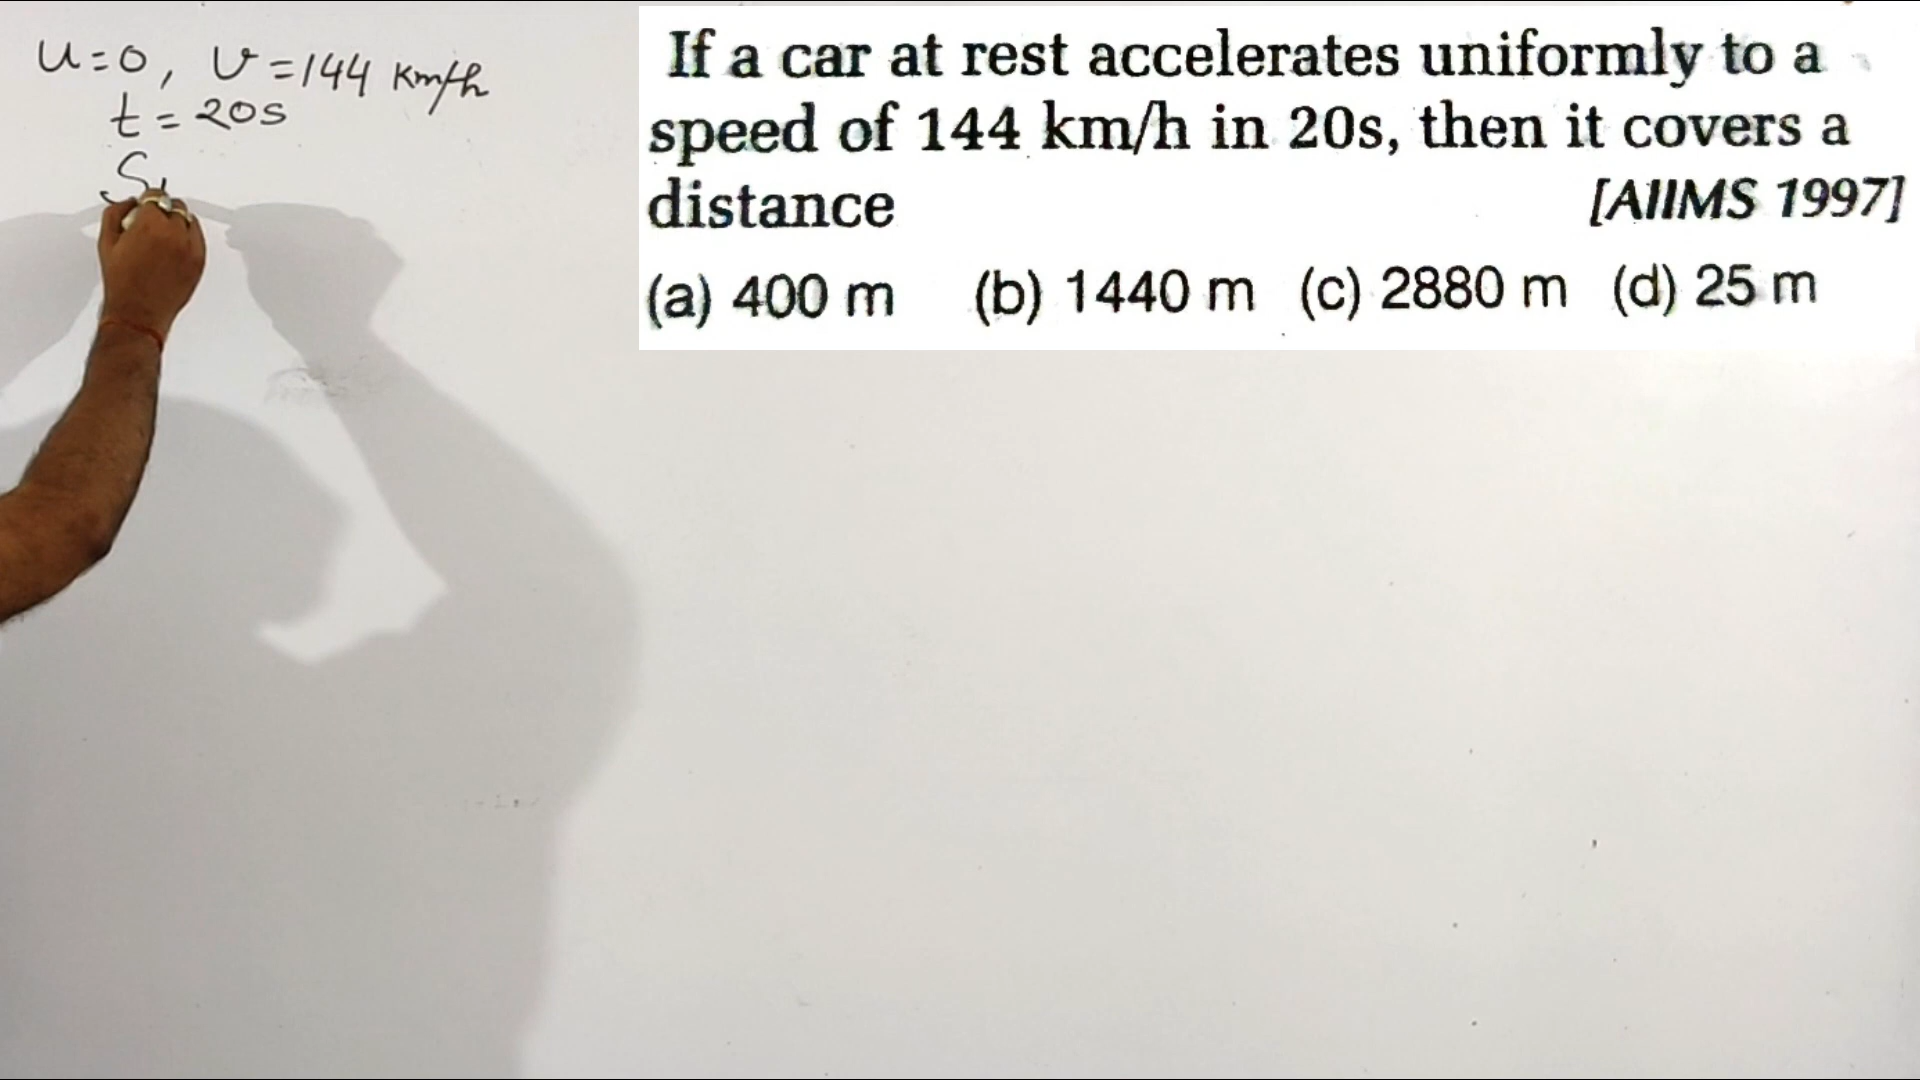 u=0, v=144 Km/h
t=20s
S
If a car at rest accelerates uniformly to a
speed of 144 km/h in 20s, then it covers a
distance [AIIMS 1997]
(a) 400 m (b) 1440 m (c) 2880 m (d) 25 m